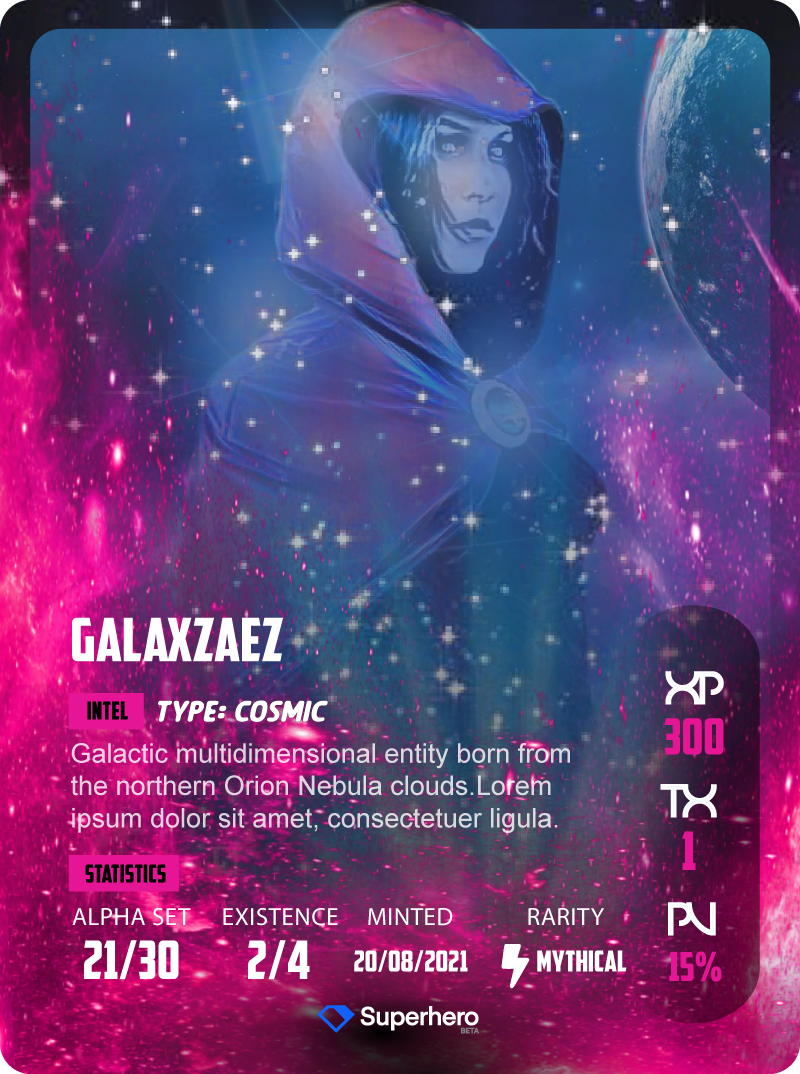 GALAXZAEZ
INTEL TYPE: COSMIC
Galactic multidimensional entity born from
the northern Orion Nebula clouds.Lorem
ipsum dolor sit amet, consectetuer ligula.
STATISTICS
ALPHA SET EXISTENCE MINTED RARITY
21/30 2/4 20/08/2021 MYTHICAL
XP
300
TX
1
PV
15%
Superhero
BETA